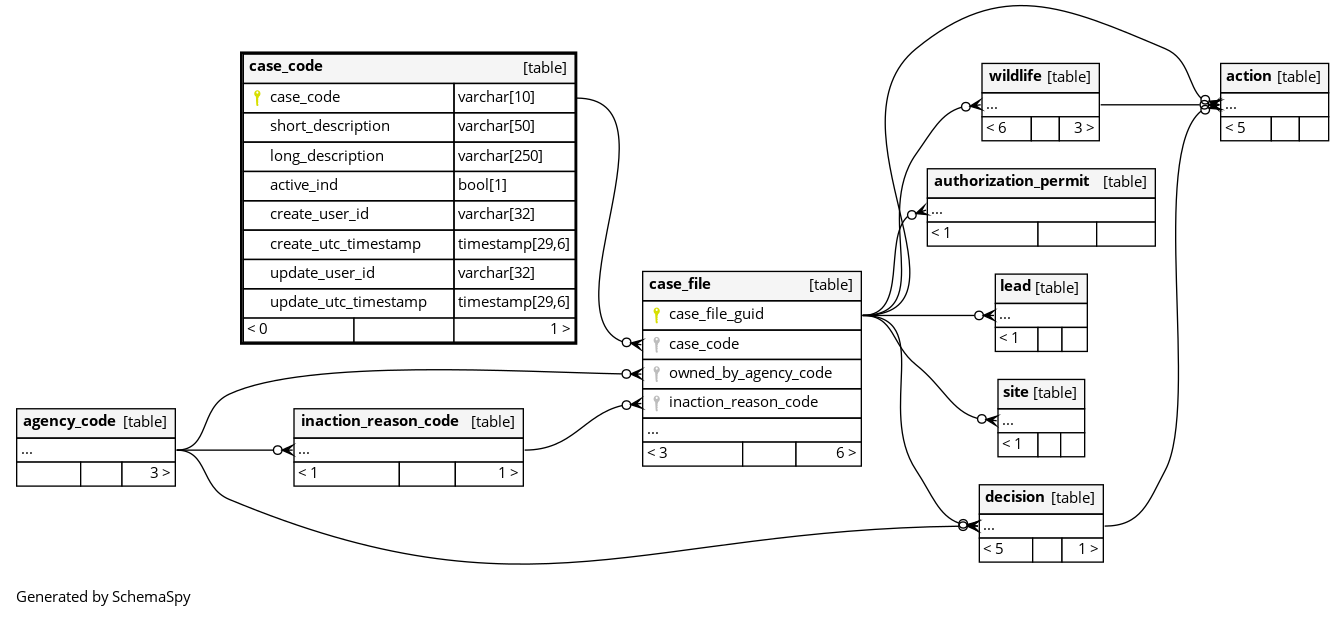 case_code [table]
case_code varchar[10]
short_description varchar[50]
long_description varchar[250]
active_ind bool[1]
create_user_id varchar[32]
create_utc_timestamp timestamp[29,6]
update_user_id varchar[32]
update_utc_timestamp timestamp[29,6]
< 0 1 >
agency_code [table]
...
3 >
inaction_reason_code [table]
...
< 1 1 >
case_file [table]
case_file_guid
case_code
owned_by_agency_code
inaction_reason_code
...
< 3 6 >
wildlife [table]
...
< 6 3 >
action [table]
...
< 5
authorization_permit [table]
...
< 1
lead [table]
...
< 1
site [table]
...
< 1
decision [table]
...
< 5 1 >
Generated by SchemaSpy